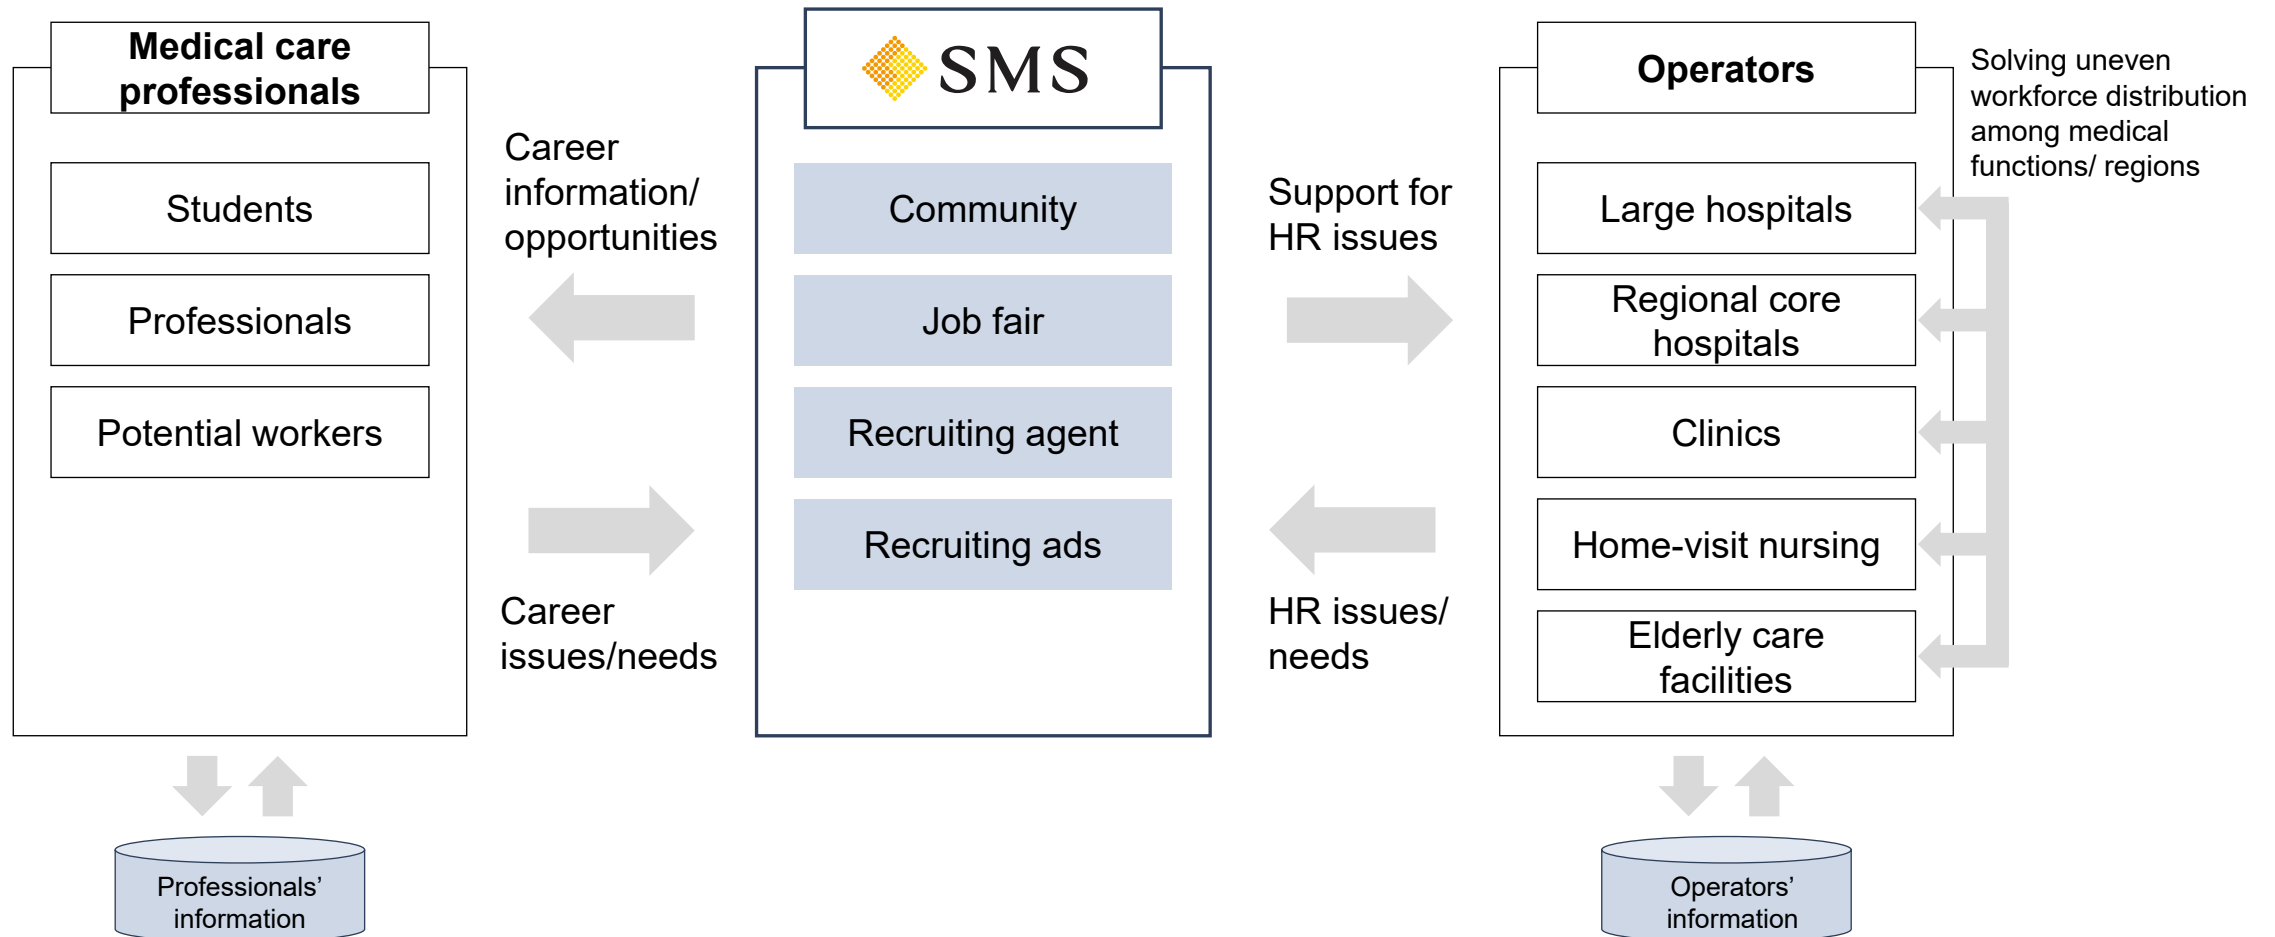 Medical care
professionals
Students
Professionals
Potential workers
Career
information/
opportunities
Career
issues/needs
SMS
Community
Job fair
Recruiting agent
Recruiting ads
Support for
HR issues
HR issues/
needs
Operators
Large hospitals
Regional core
hospitals
Clinics
Home-visit nursing
Elderly care
facilities
Solving uneven
workforce distribution
among medical
functions/ regions
Professionals’
information
Operators’
information